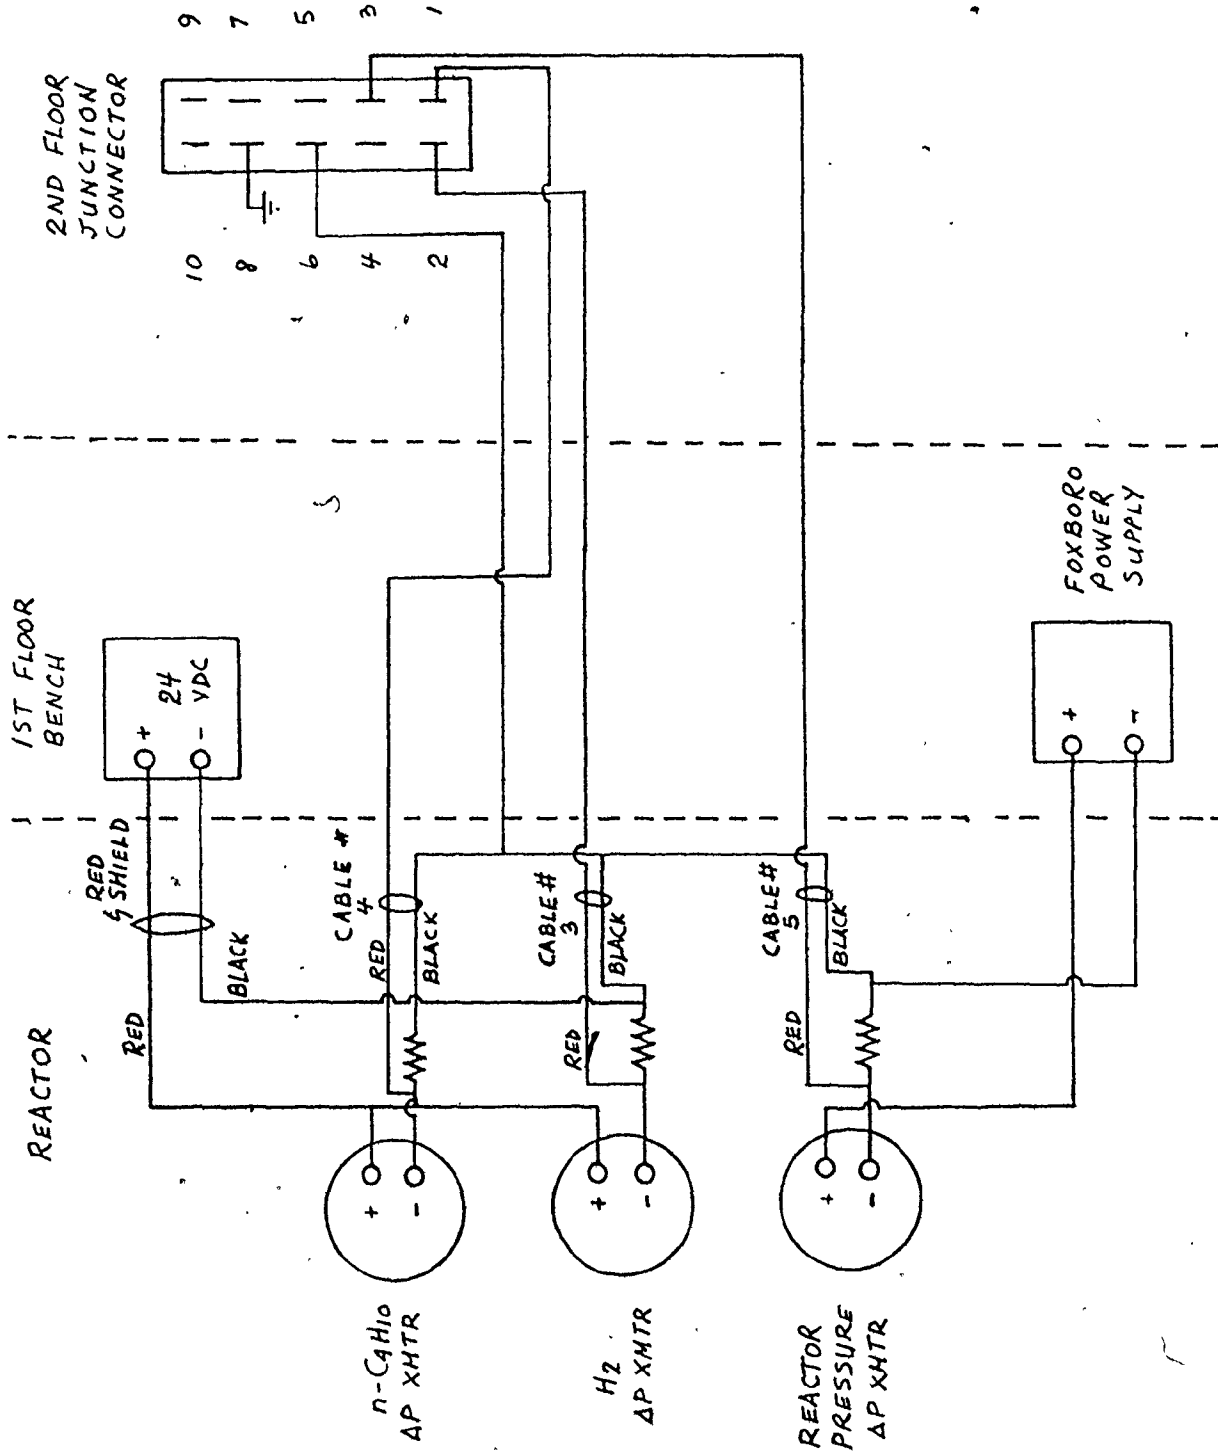 REACTOR
1ST FLOOR
BENCH
2ND FLOOR
JUNCTION
CONNECTOR
RED
& SHIELD
RED
BLACK
+
-
24
VDC
10
8
6
4
2
9
7
5
3
1
n-C4H10
ΔP XMTR
+
-
CABLE #
4
RED
BLACK
H2
ΔP XMTR
+
-
CABLE #
3
RED
BLACK
REACTOR
PRESSURE
ΔP XMTR
+
-
CABLE #
5
RED
BLACK
+
-
FOXBORO
POWER
SUPPLY